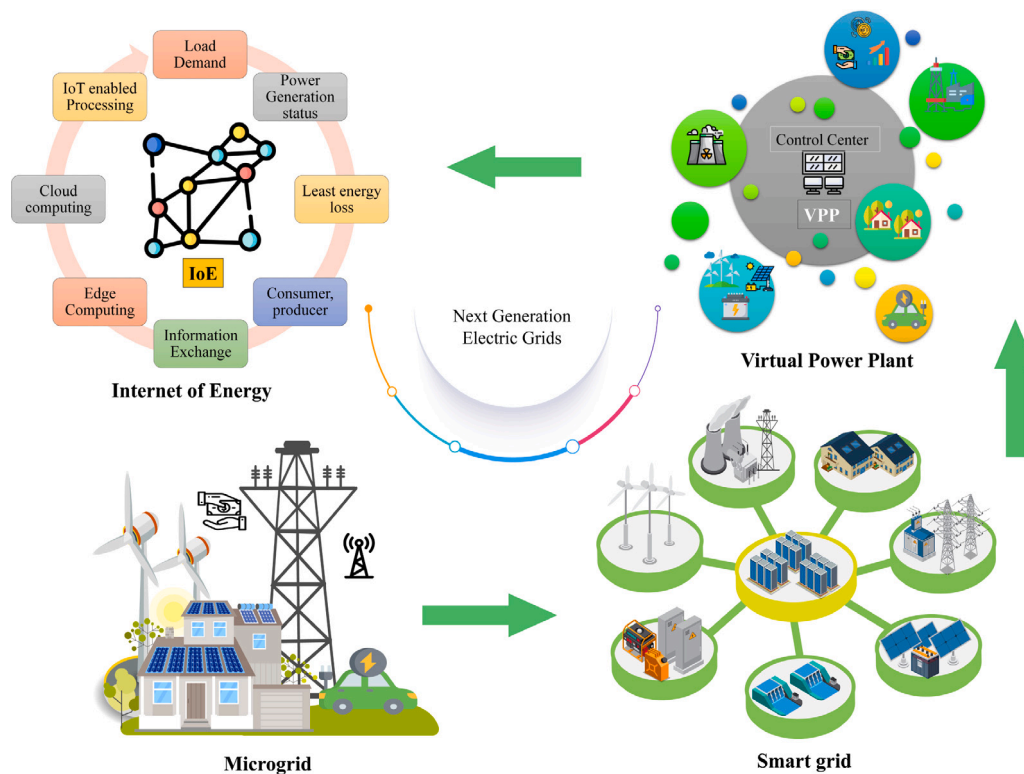 Load
Demand
Power
Generation
status
Least energy
loss
Consumer,
producer
Information
Exchange
Edge
Computing
Cloud
computing
IoT enabled
Processing
IoE
Internet of Energy
Control Center
VPP
Virtual Power Plant
Next Generation
Electric Grids
Microgrid
Smart grid